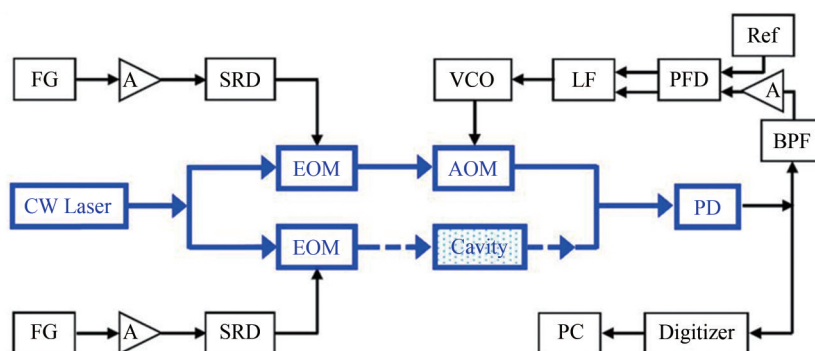 Ref
FG
A
SRD
VCO
LF
PFD
A
BPF
EOM
AOM
CW Laser
PD
EOM
Cavity
FG
A
SRD
PC
Digitizer